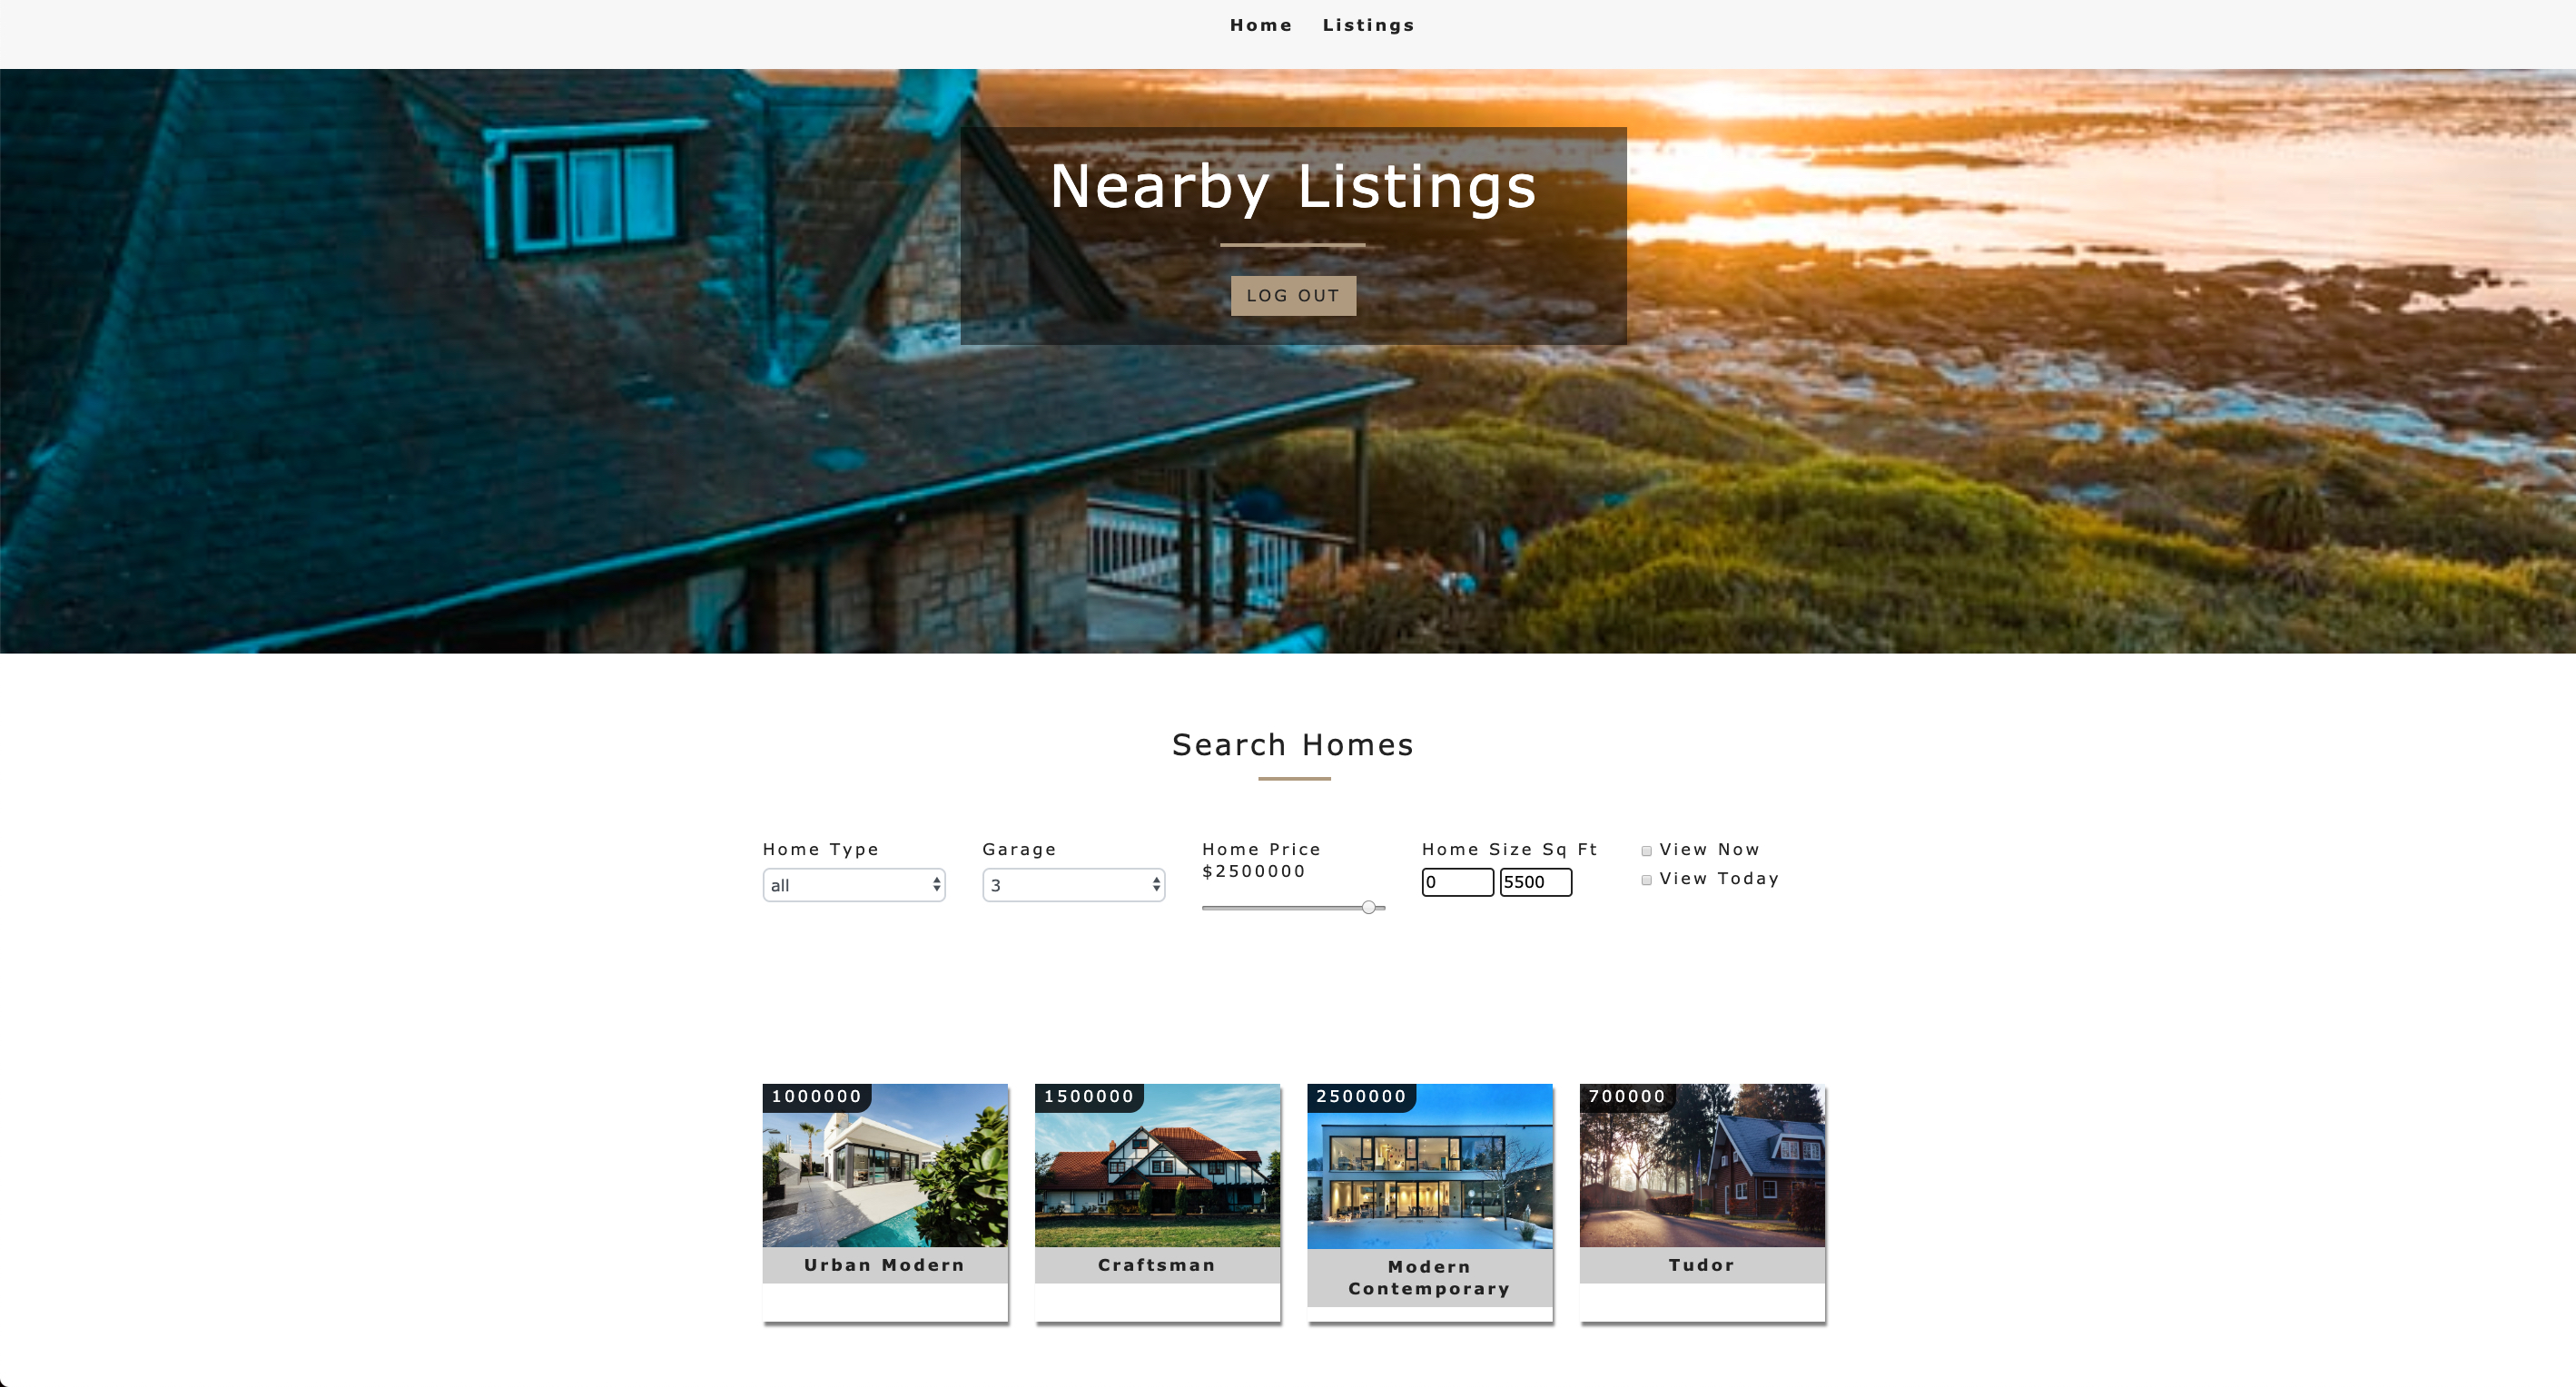 Home Listings
Nearby Listings
LOG OUT
Search Homes
Home Type Garage Home Price Home Size Sq Ft View Now
$2500000
all 3 0 5500 View Today
1000000 1500000 2500000 700000
Urban Modern Craftsman Modern Tudor
Contemporary